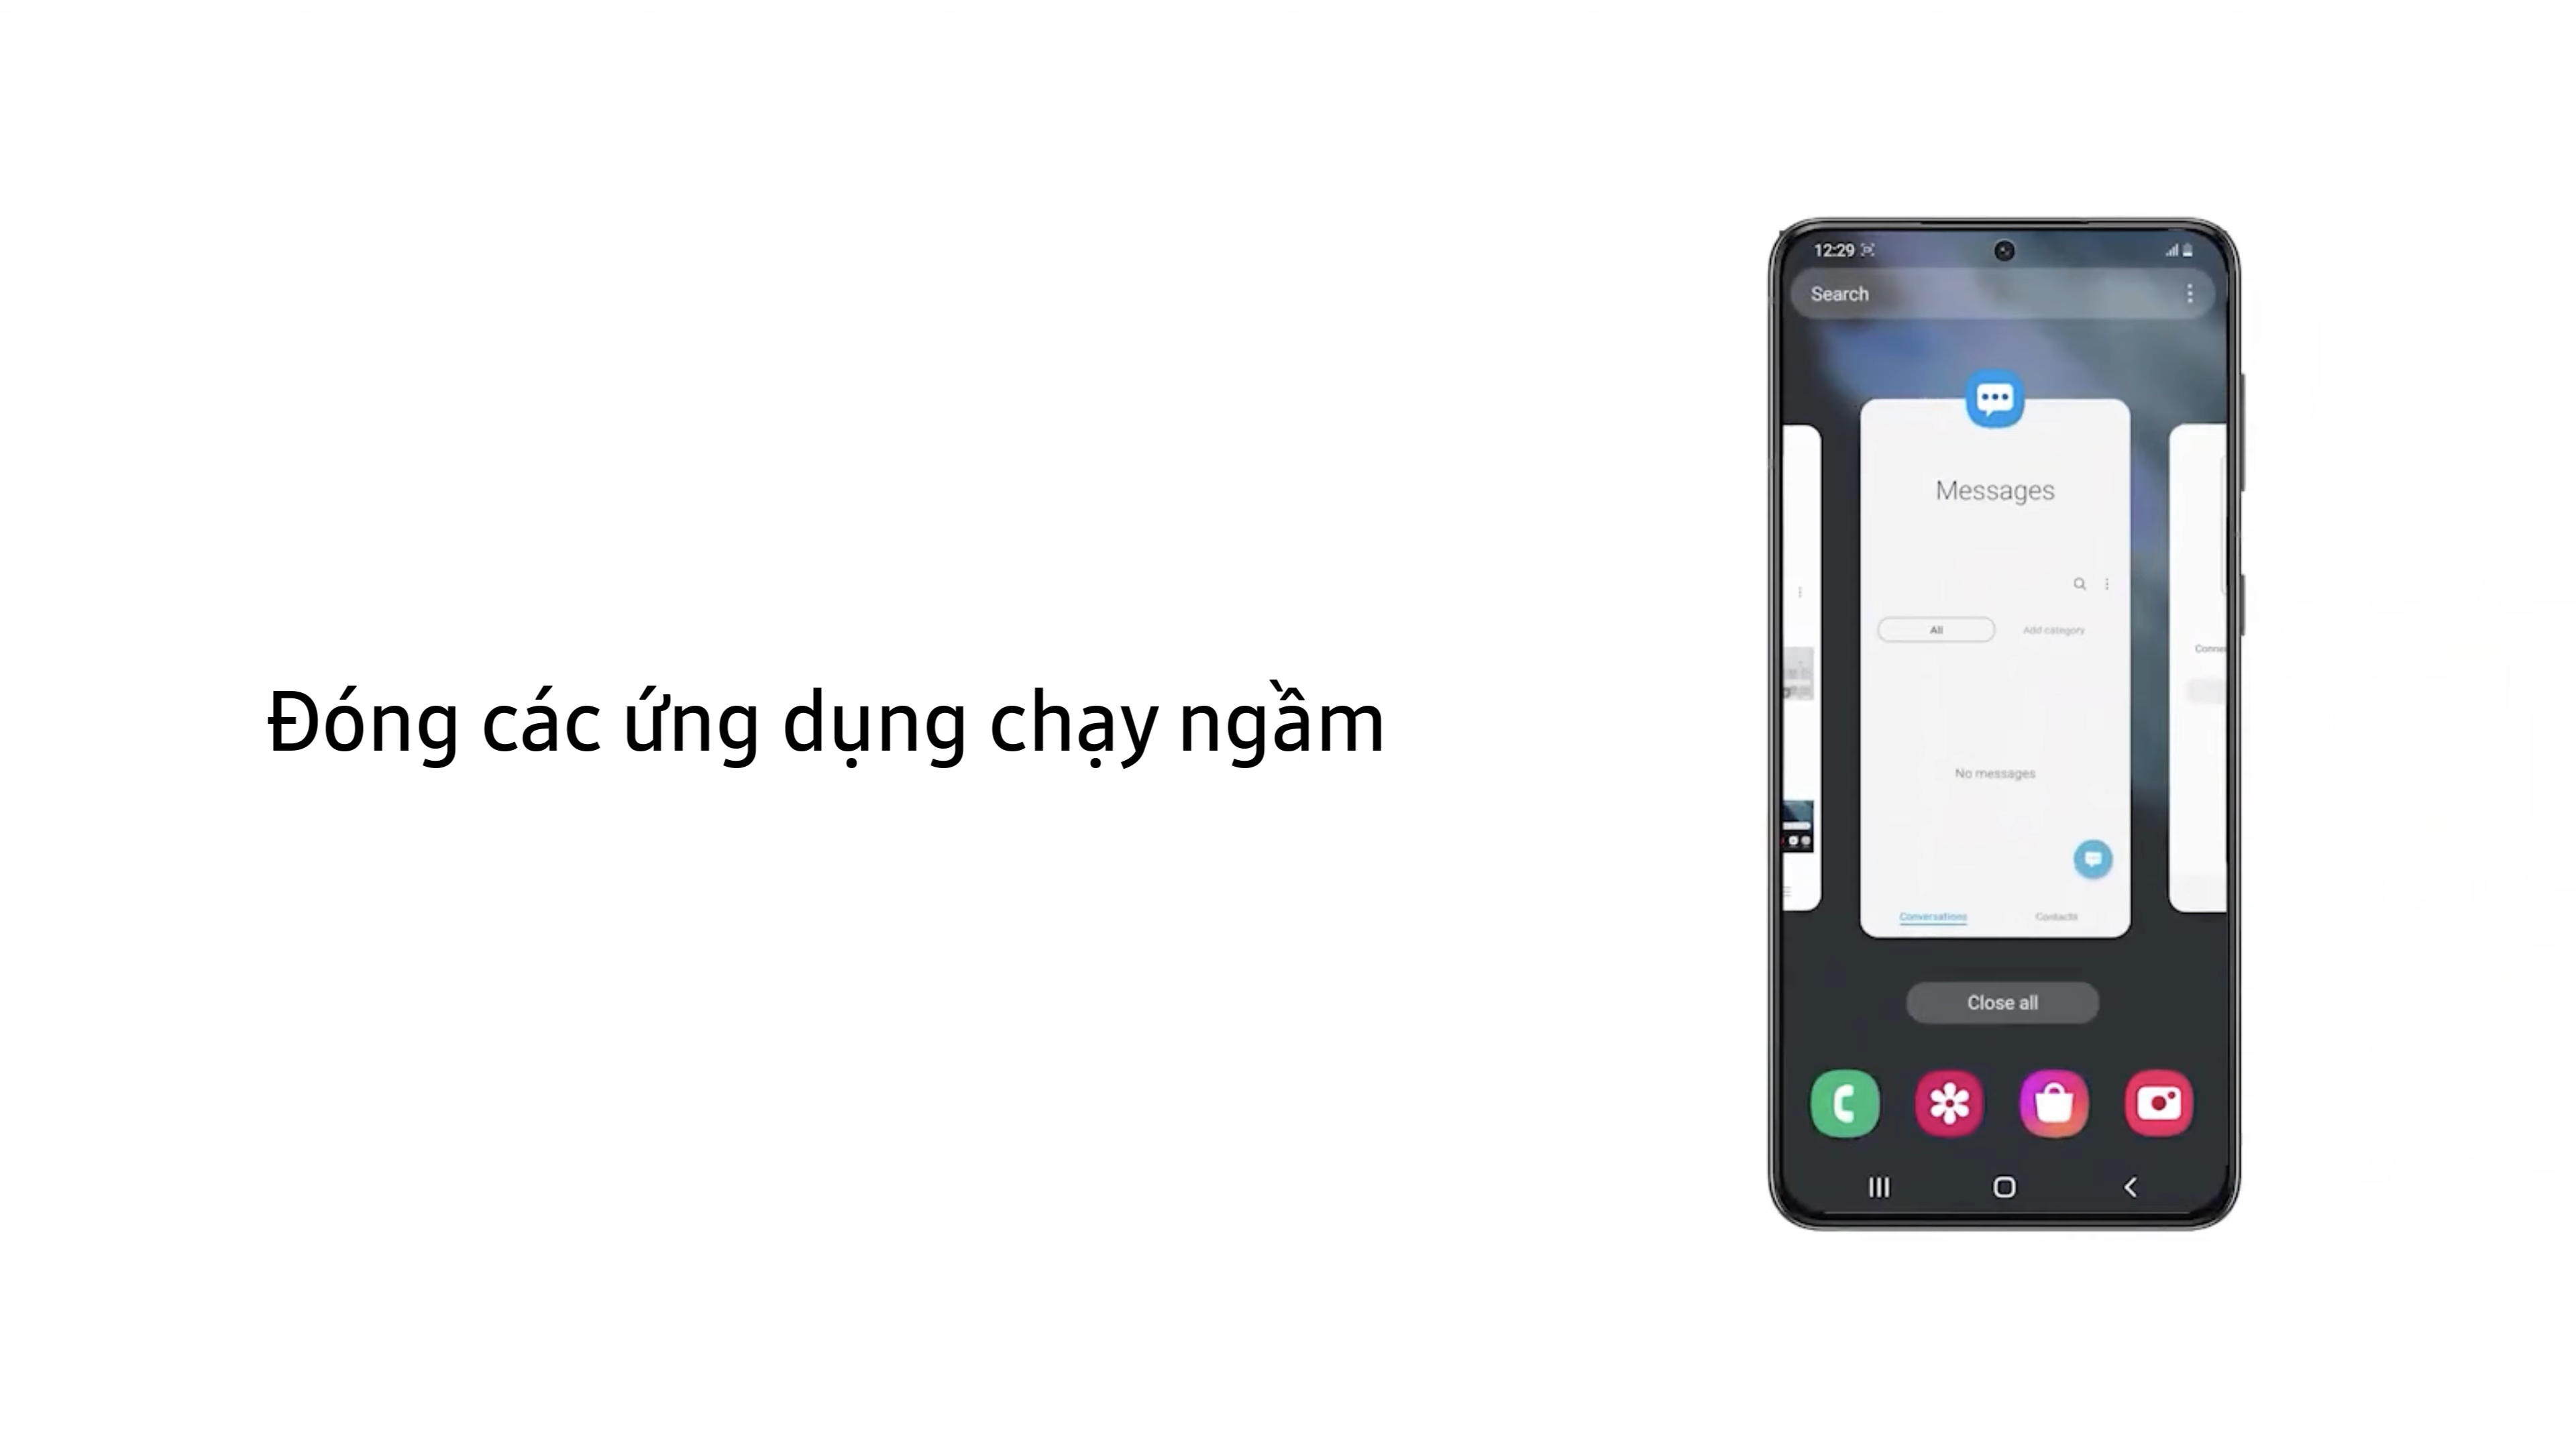 Đóng các ứng dụng chạy ngầm
12:29
Search
Messages
All
Add category
No messages
Conversations
Contacts
Close all